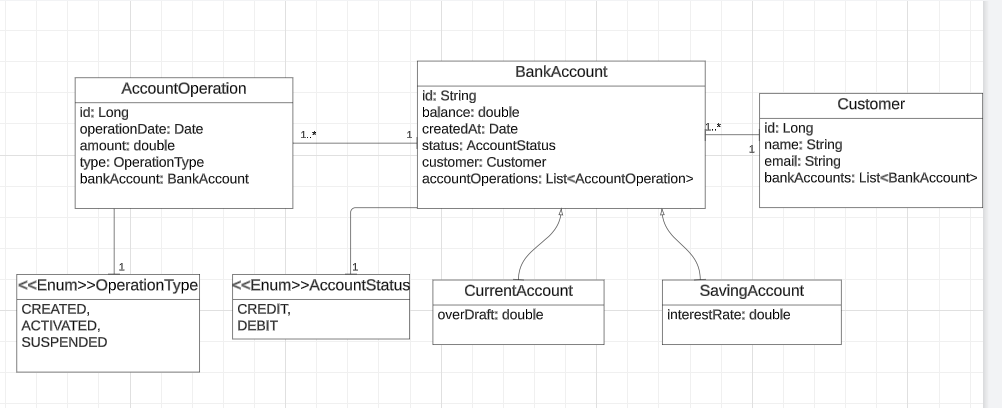 AccountOperation
id: Long
operationDate: Date
amount: double
type: OperationType
bankAccount: BankAccount
1..*
1
BankAccount
id: String
balance: double
createdAt: Date
status: AccountStatus
customer: Customer
accountOperations: List<AccountOperation>
1..*
1
Customer
id: Long
name: String
email: String
bankAccounts: List<BankAccount>
1
<<Enum>>OperationType
CREATED,
ACTIVATED,
SUSPENDED
1
<<Enum>>AccountStatus
CREDIT,
DEBIT
CurrentAccount
overDraft: double
SavingAccount
interestRate: double